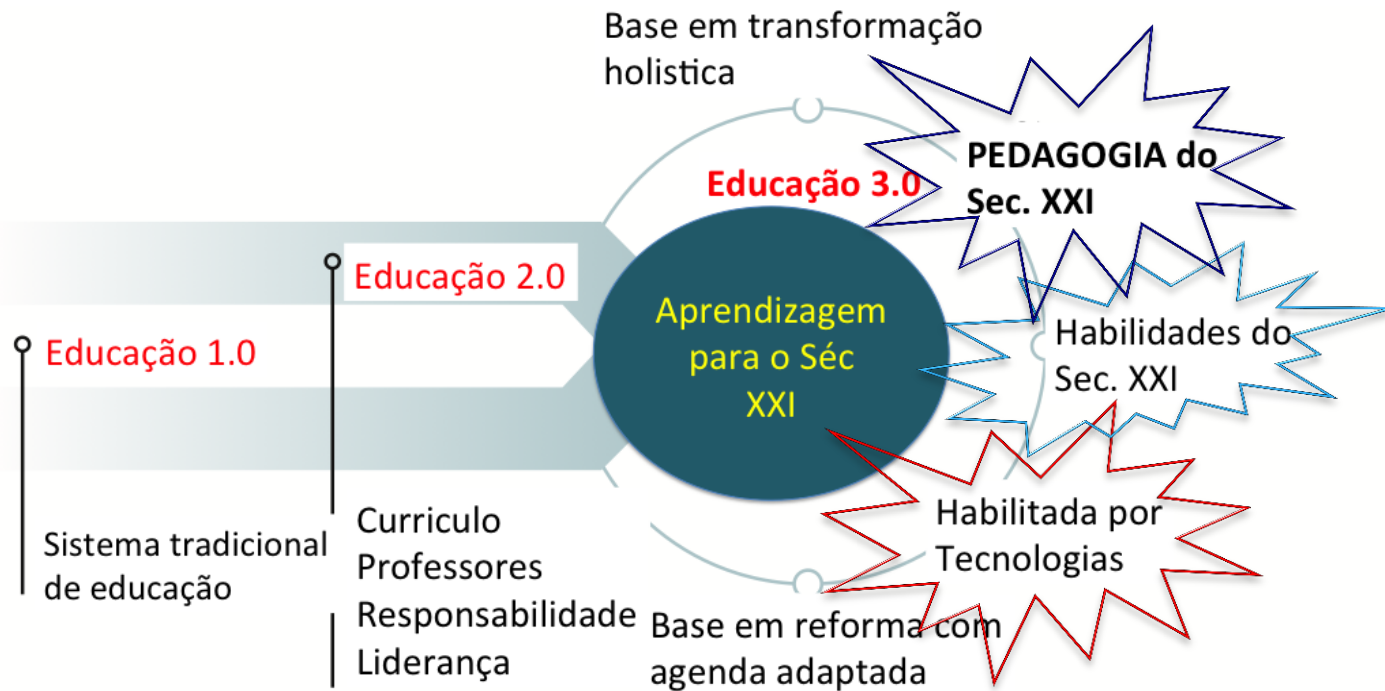 Base em transformação
holistica
PEDAGOGIA do
Sec. XXI
Educação 3.0
Educação 2.0
Educação 1.0
Aprendizagem
para o Séc
XXI
Habilidades do
Sec. XXI
Habilitada por
Tecnologias
Sistema tradicional
de educação
Curriculo
Professores
Responsabilidade
Liderança
Base em reforma com
agenda adaptada